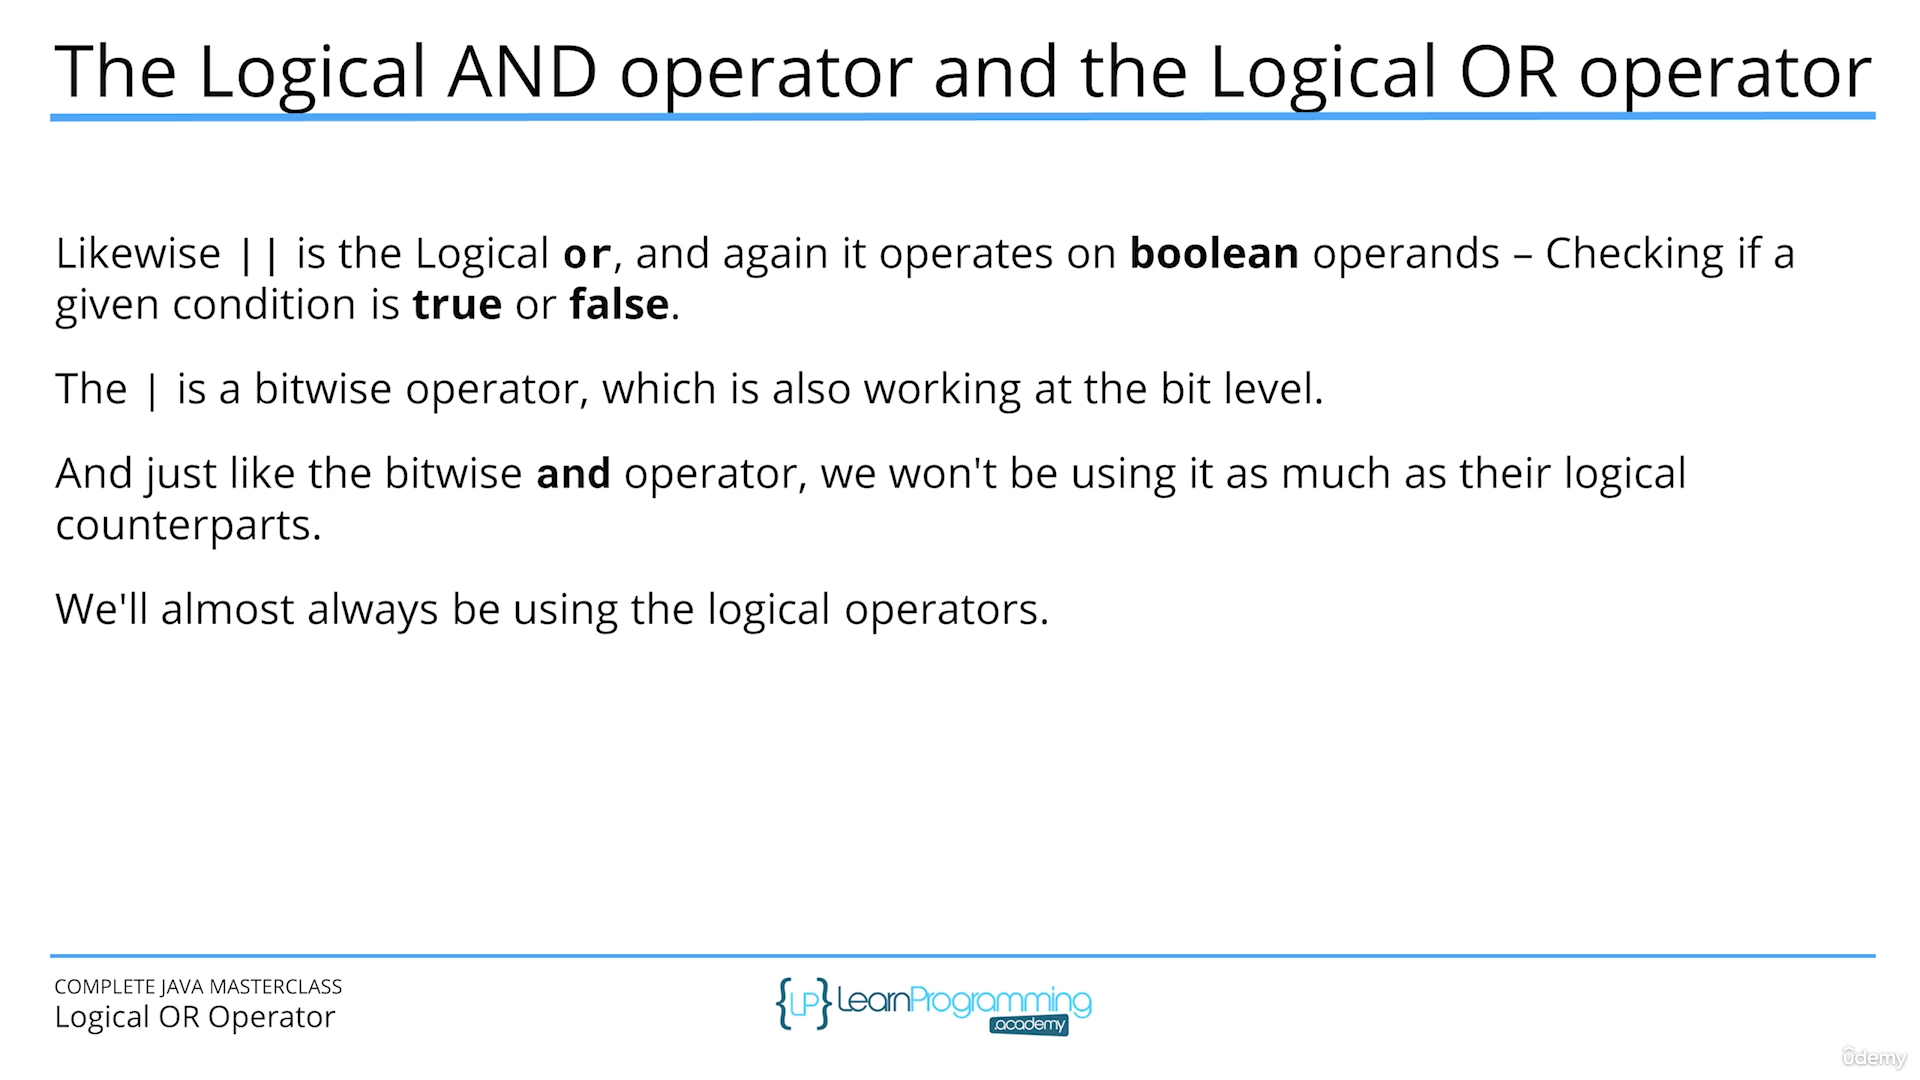 The Logical AND operator and the Logical OR operator
Likewise || is the Logical or, and again it operates on boolean operands – Checking if a
given condition is true or false.
The | is a bitwise operator, which is also working at the bit level.
And just like the bitwise and operator, we won't be using it as much as their logical
counterparts.
We'll almost always be using the logical operators.
COMPLETE JAVA MASTERCLASS
Logical OR Operator
{LP} LearnProgramming
.academy
ûdemy